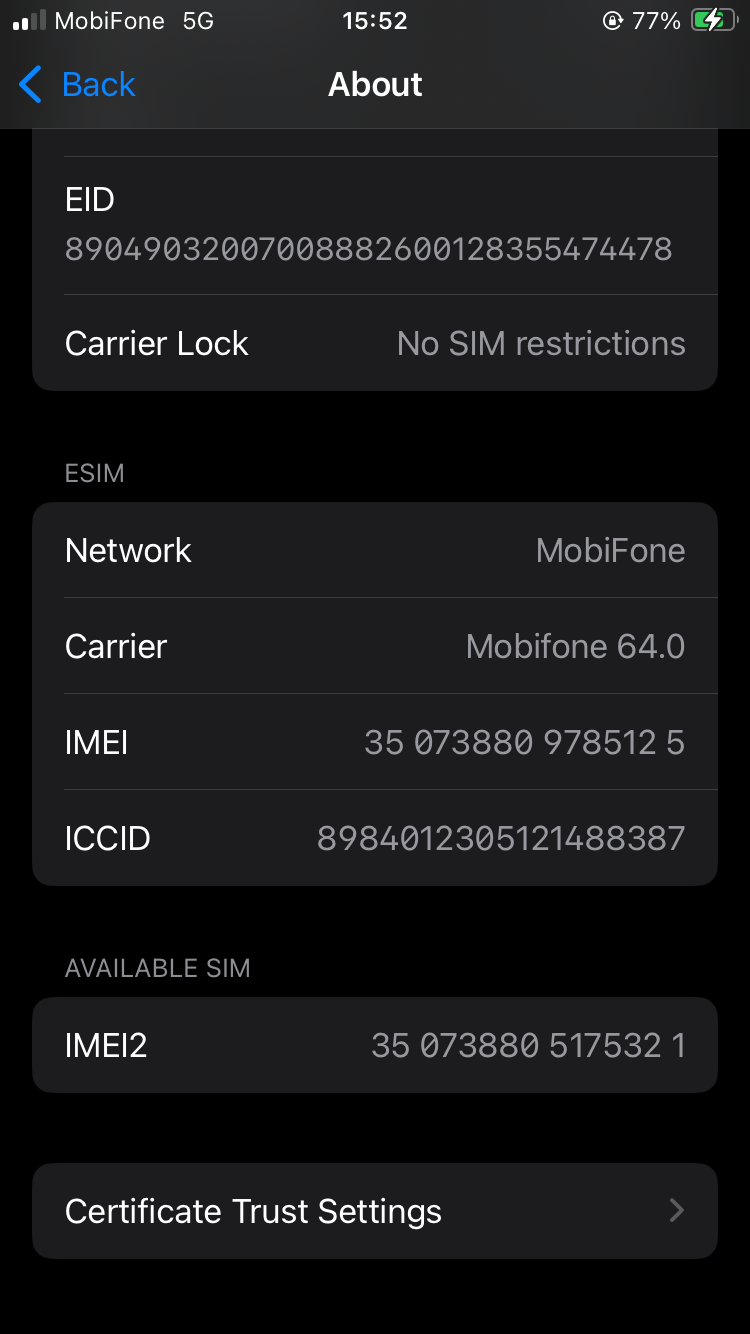 MobiFone 5G 15:52 77%
Back About
EID
89049032007008882600128355474478
Carrier Lock No SIM restrictions
ESIM
Network MobiFone
Carrier Mobifone 64.0
IMEI 35 073880 978512 5
ICCID 8984012305121488387
AVAILABLE SIM
IMEI2 35 073880 517532 1
Certificate Trust Settings